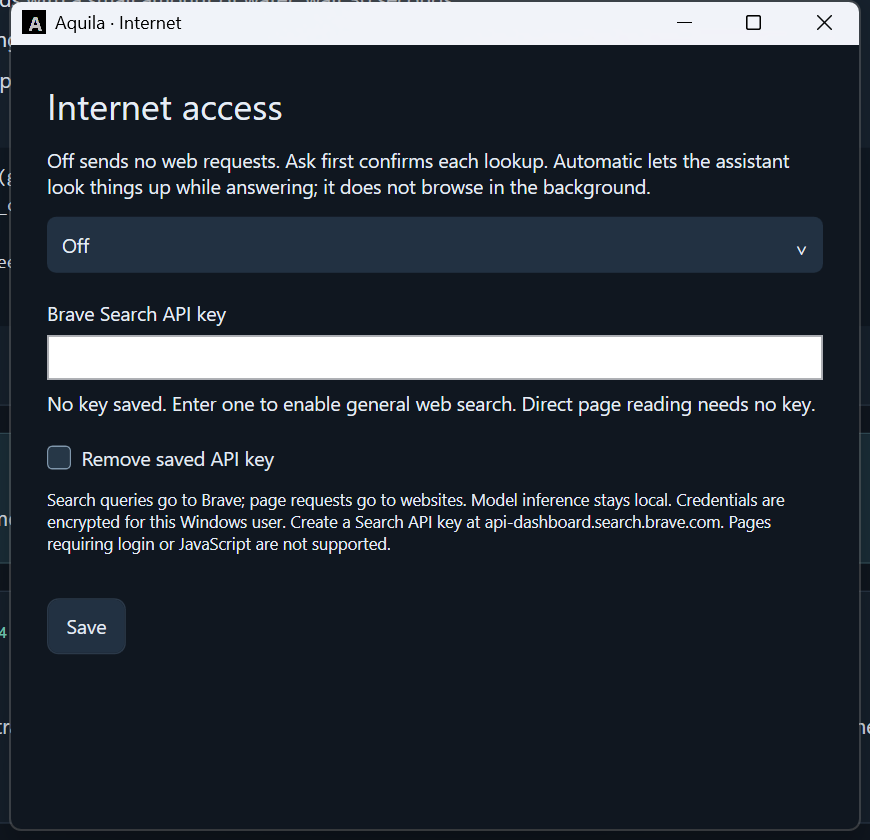 A Aquila · Internet
Internet access
Off sends no web requests. Ask first confirms each lookup. Automatic lets the assistant
look things up while answering; it does not browse in the background.
Off v
Brave Search API key
No key saved. Enter one to enable general web search. Direct page reading needs no key.
Remove saved API key
Search queries go to Brave; page requests go to websites. Model inference stays local. Credentials are
encrypted for this Windows user. Create a Search API key at api-dashboard.search.brave.com. Pages
requiring login or JavaScript are not supported.
Save